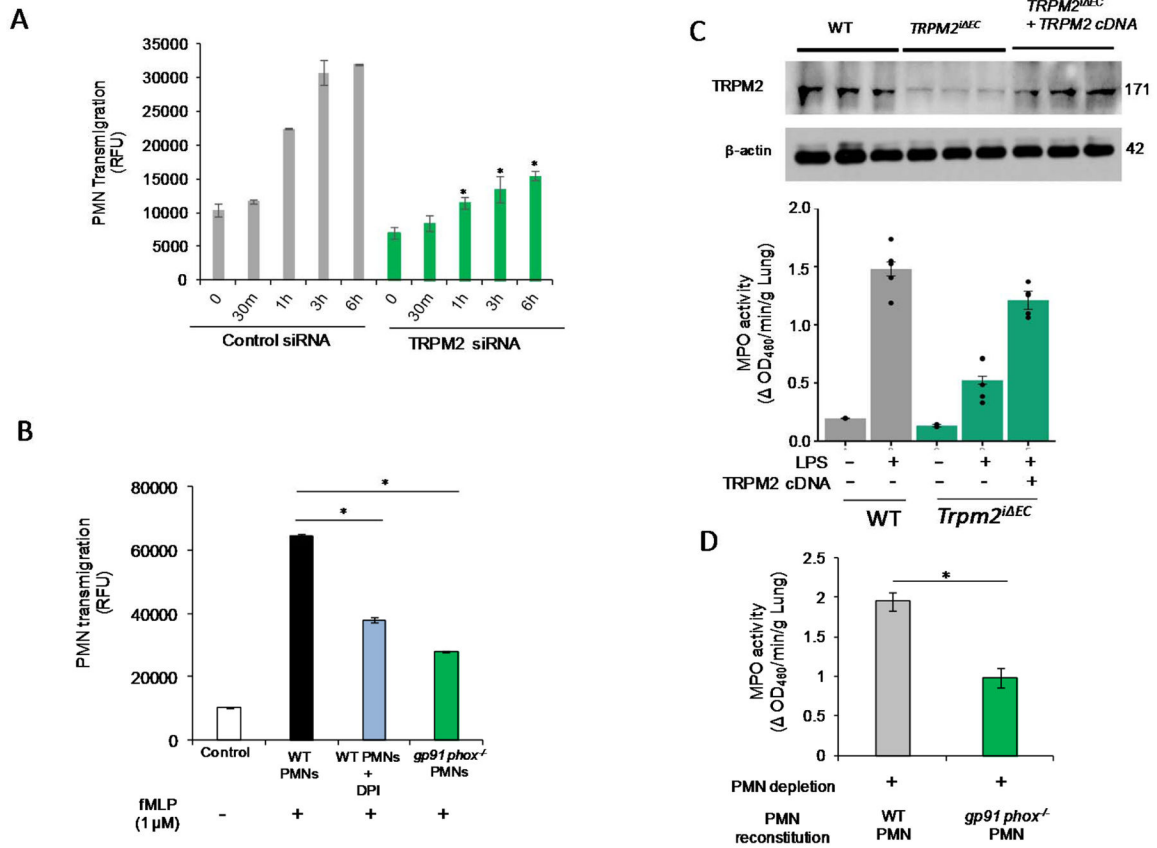 A
PMN Transmigration
(RFU)
35000
30000
25000
20000
15000
10000
5000
0
* * *
0 30m 1h 3h 6h 0 30m 1h 3h 6h
Control siRNA TRPM2 siRNA
B
PMN transmigration
(RFU)
80000
60000
40000
20000
0
*
*
Control WT PMNs WT PMNs + DPI gp91 phox-/- PMNs
fMLP (1 µM) - + + +
C
WT TRPM2iΔEC TRPM2iΔEC + TRPM2 cDNA
TRPM2 171
β-actin 42
MPO activity
(Δ OD460/min/g Lung)
2.0
1.5
1.0
0.5
0.0
LPS – + – + +
TRPM2 cDNA – – – – +
WT Trpm2iΔEC
D
MPO activity
(Δ OD460/min/g Lung)
2.5
2
1.5
1
0.5
0
*
PMN depletion + +
PMN reconstitution WT PMN gp91 phox-/- PMN